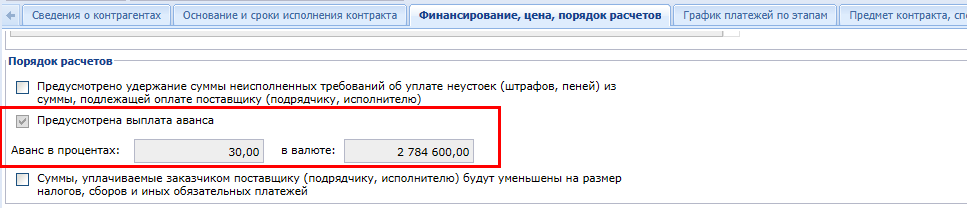 Сведения о контрагентах
Основание и сроки исполнения контракта
Финансирование, цена, порядок расчетов
График платежей по этапам
Предмет контракта, спе
Порядок расчетов
Предусмотрено удержание суммы неисполненных требований об уплате неустоек (штрафов, пеней) из
суммы, подлежащей оплате поставщику (подрядчику, исполнителю)
Предусмотрена выплата аванса
Аванс в процентах: 30,00 в валюте: 2 784 600,00
Суммы, уплачиваемые заказчиком поставщику (подрядчику, исполнителю) будут уменьшены на размер
налогов, сборов и иных обязательных платежей